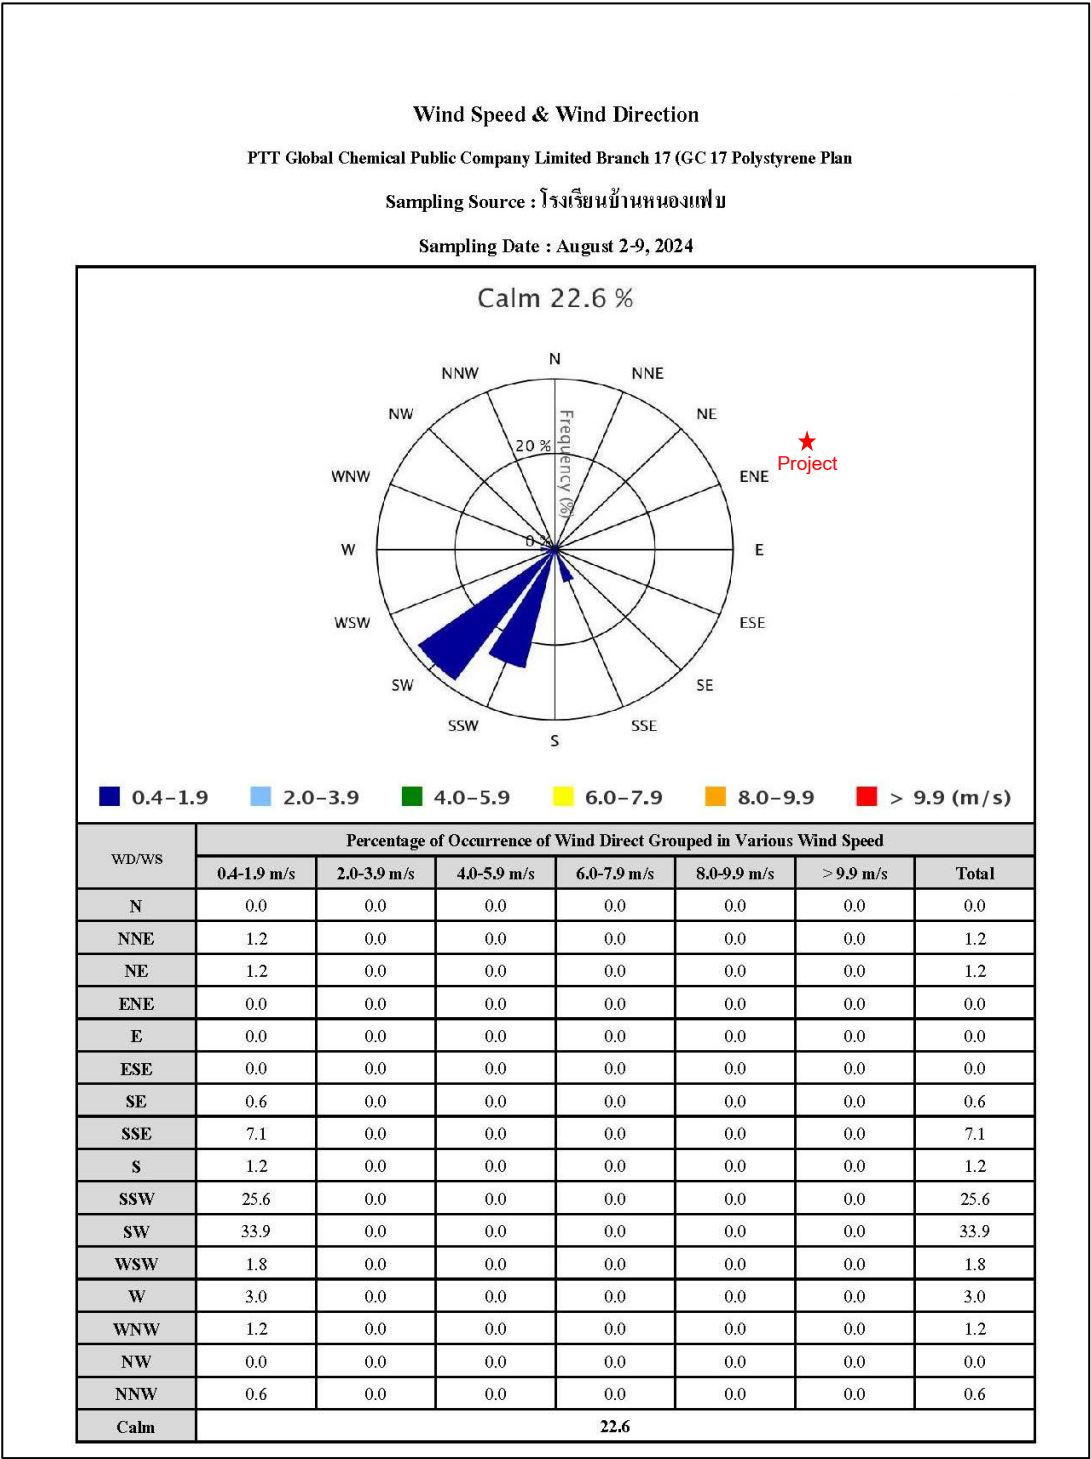 Wind Speed & Wind Direction
PTT Global Chemical Public Company Limited Branch 17 (GC 17 Polystyrene Plan
Sampling Source : โรงเรียนบ้านหนองแฟบ
Sampling Date : August 2-9, 2024
Calm 22.6 %
N
NNW NNE
NW NE
WNW ENE
W E
WSW ESE
SW SE
SSW SSE
S
Frequency (%)
20 %
0 %
★
Project
0.4-1.9 2.0-3.9 4.0-5.9 6.0-7.9 8.0-9.9 > 9.9 (m/s)
WD/WS Percentage of Occurrence of Wind Direct Grouped in Various Wind Speed
0.4-1.9 m/s 2.0-3.9 m/s 4.0-5.9 m/s 6.0-7.9 m/s 8.0-9.9 m/s > 9.9 m/s Total
N 0.0 0.0 0.0 0.0 0.0 0.0 0.0
NNE 1.2 0.0 0.0 0.0 0.0 0.0 1.2
NE 1.2 0.0 0.0 0.0 0.0 0.0 1.2
ENE 0.0 0.0 0.0 0.0 0.0 0.0 0.0
E 0.0 0.0 0.0 0.0 0.0 0.0 0.0
ESE 0.0 0.0 0.0 0.0 0.0 0.0 0.0
SE 0.6 0.0 0.0 0.0 0.0 0.0 0.6
SSE 7.1 0.0 0.0 0.0 0.0 0.0 7.1
S 1.2 0.0 0.0 0.0 0.0 0.0 1.2
SSW 25.6 0.0 0.0 0.0 0.0 0.0 25.6
SW 33.9 0.0 0.0 0.0 0.0 0.0 33.9
WSW 1.8 0.0 0.0 0.0 0.0 0.0 1.8
W 3.0 0.0 0.0 0.0 0.0 0.0 3.0
WNW 1.2 0.0 0.0 0.0 0.0 0.0 1.2
NW 0.0 0.0 0.0 0.0 0.0 0.0 0.0
NNW 0.6 0.0 0.0 0.0 0.0 0.0 0.6
Calm 22.6